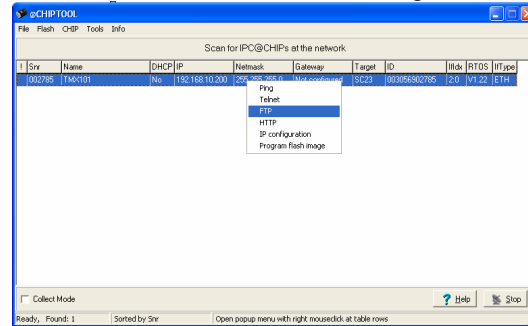 @CHIPTOOL
File Flash CHIP Tools Info
Scan for IPC@CHIPs at the network
! Snr Name DHCP IP Netmask Gateway Target ID IfIdx RTOS IfType
002785 TMX101 No 192.168.10.200 255.255.255.0 Not configured SC23 003056902785 2:0 V1.22 ETH
Ping
Telnet
FTP
HTTP
IP configuration
Program flash image
Collect Mode Help Stop
Ready, Found: 1 Sorted by Snr Open popup menu with right mouseclick at table rows